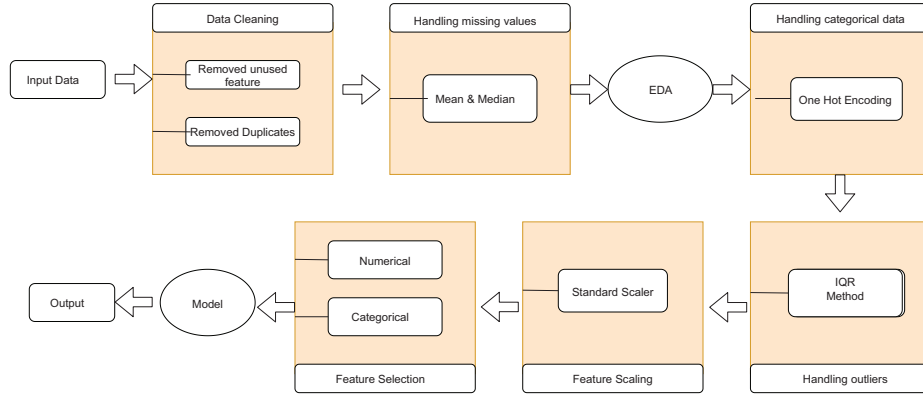 Data Cleaning
Handling missing values
Handling categorical data
Input Data
Removed unused
feature
Removed Duplicates
Mean & Median
EDA
One Hot Encoding
Output
Model
Numerical
Categorical
Standard Scaler
IQR
Method
Feature Selection
Feature Scaling
Handling outliers